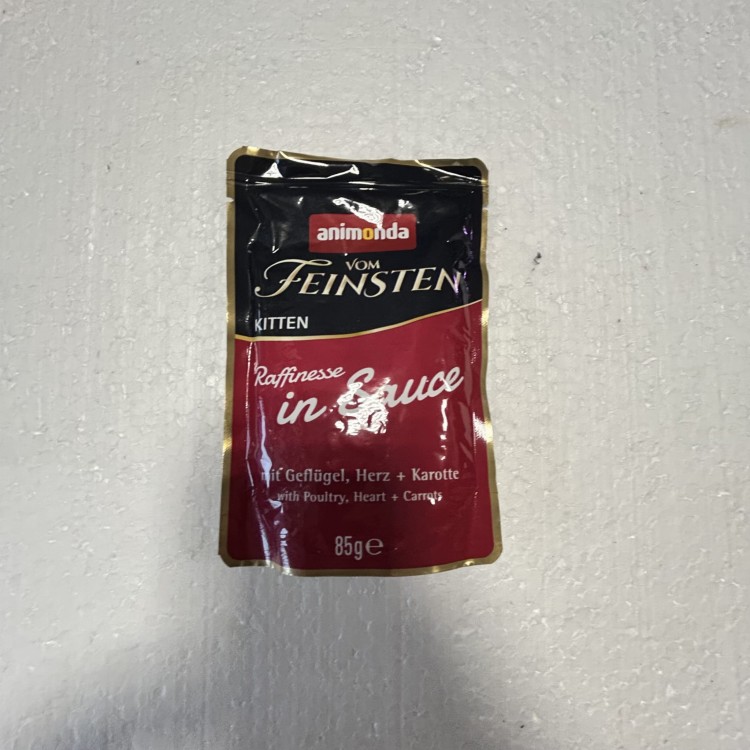 animonda
VOM
FEINSTEN
KITTEN
Raffinesse
in Sauce
mit Geflügel, Herz + Karotte
with Poultry, Heart + Carrots
85g℮